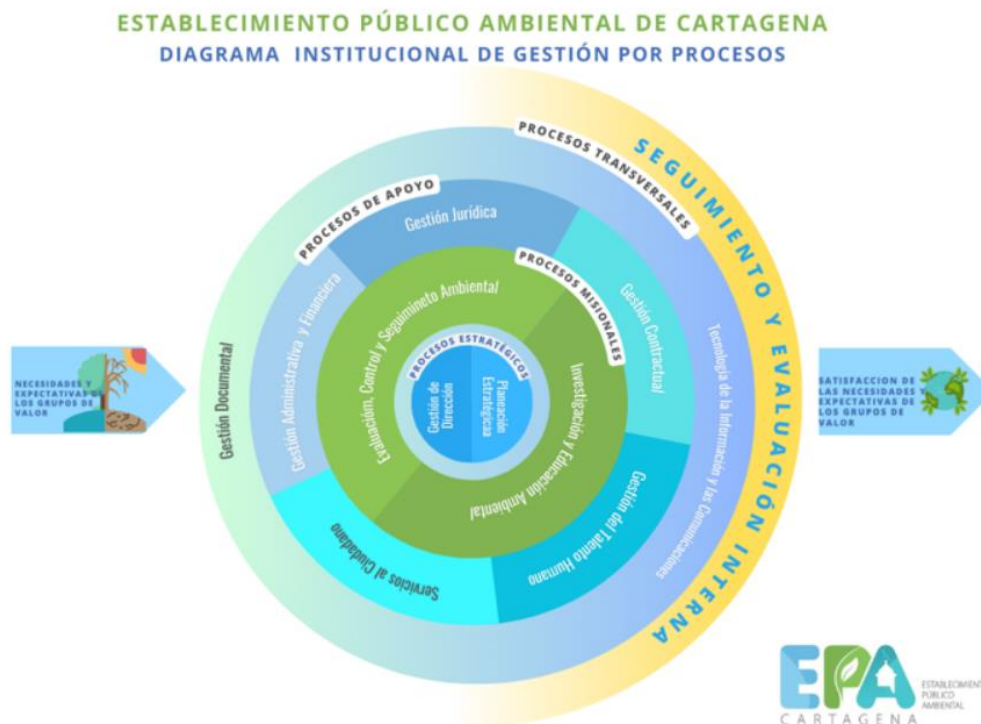 ESTABLECIMIENTO PÚBLICO AMBIENTAL DE CARTAGENA
DIAGRAMA INSTITUCIONAL DE GESTIÓN POR PROCESOS
NECESIDADES Y
EXPECTATIVAS DE
LOS GRUPOS DE
VALOR
SEGUIMIENTO Y EVALUACIÓN INTERNA
PROCESOS TRANSVERSALES
Gestión Documental
Tecnología de la Información y las Comunicaciones
PROCESOS DE APOYO
Gestión Administrativa y Financiera
Gestión Jurídica
Gestión Contractual
Gestión del Talento Humano
Servicios al Ciudadano
PROCESOS MISIONALES
Evaluación, Control y Seguimineto Ambiental
Investigación y Educación Ambiental
PROCESOS ESTRATÉGICOS
Gestión de
Dirección
Planeación
Estratégicaa
SATISFACCION DE
LAS NECESIDADES Y
EXPECTATIVAS DE
LOS GRUPOS DE
VALOR
EPA
CARTAGENA
ESTABLECIMIENT
PÚBLICO
AMBIENTAL